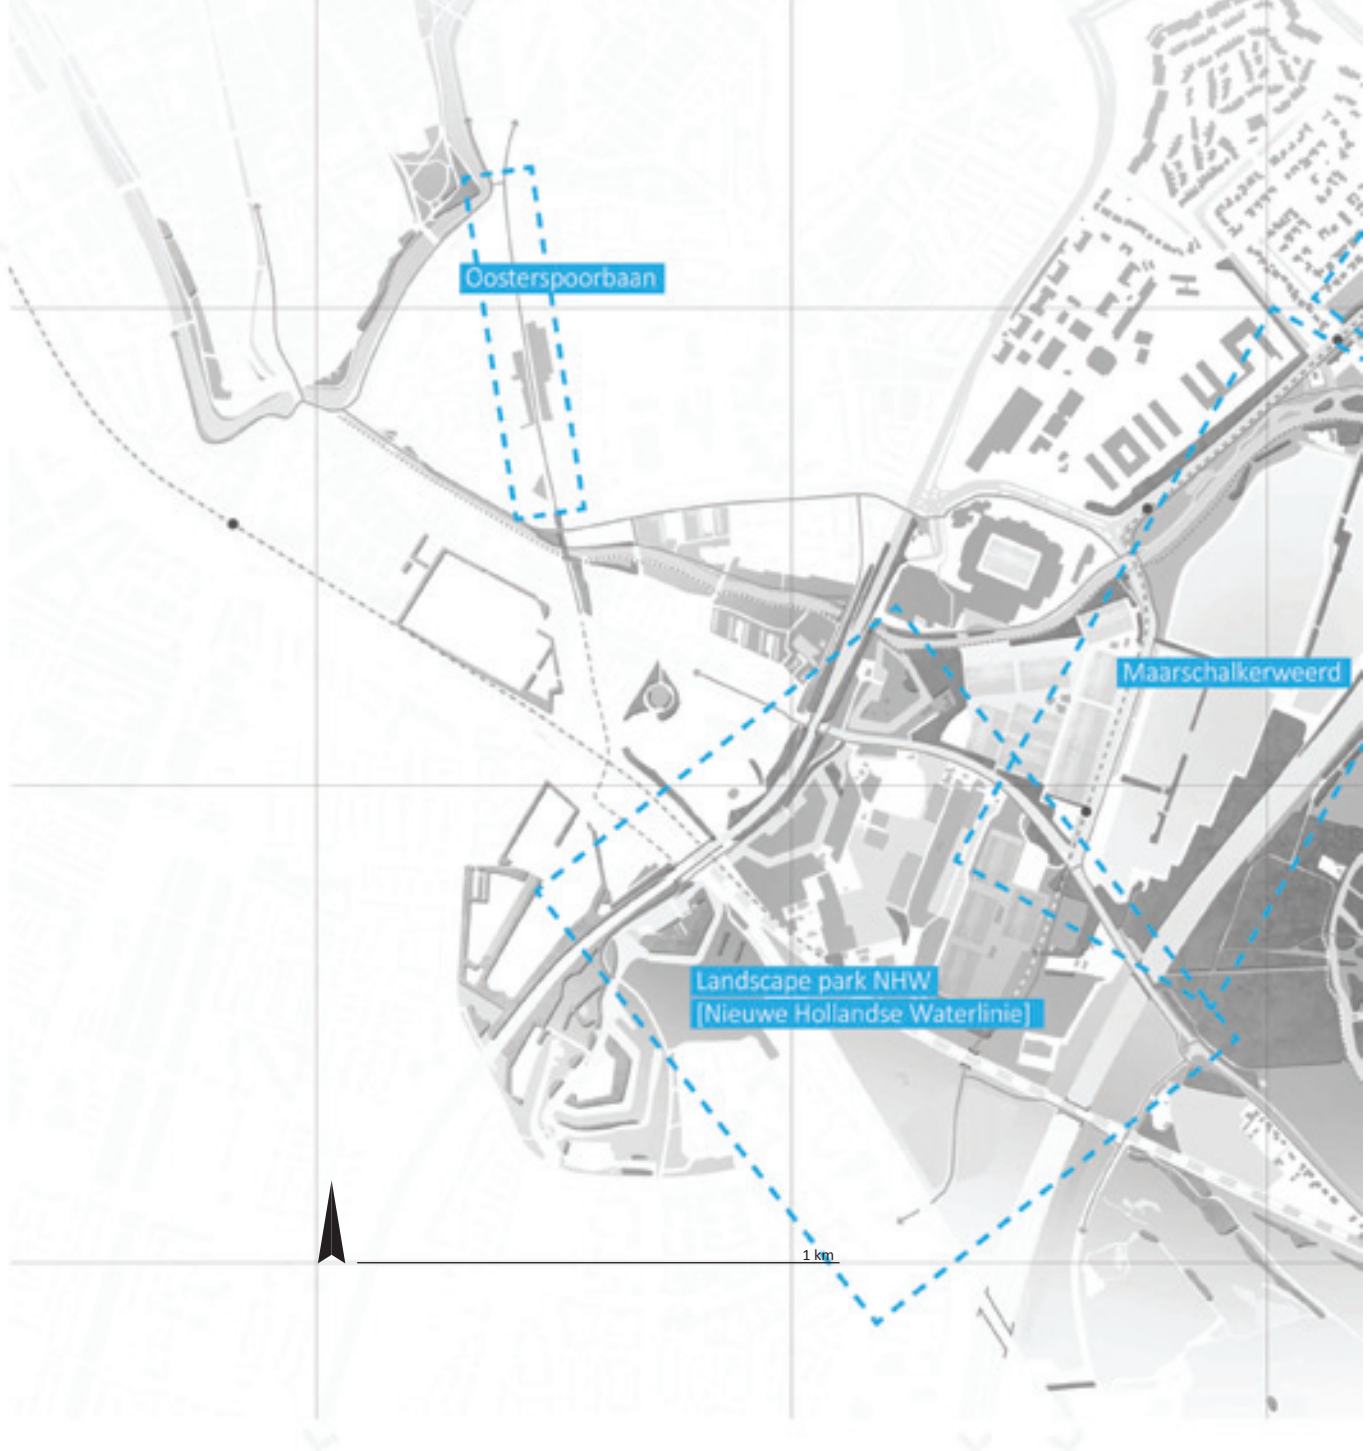 Oosterspoorbaan
Maarschalkerweerd
Landscape park NHW
[Nieuwe Hollandse Waterlinie]
1 km